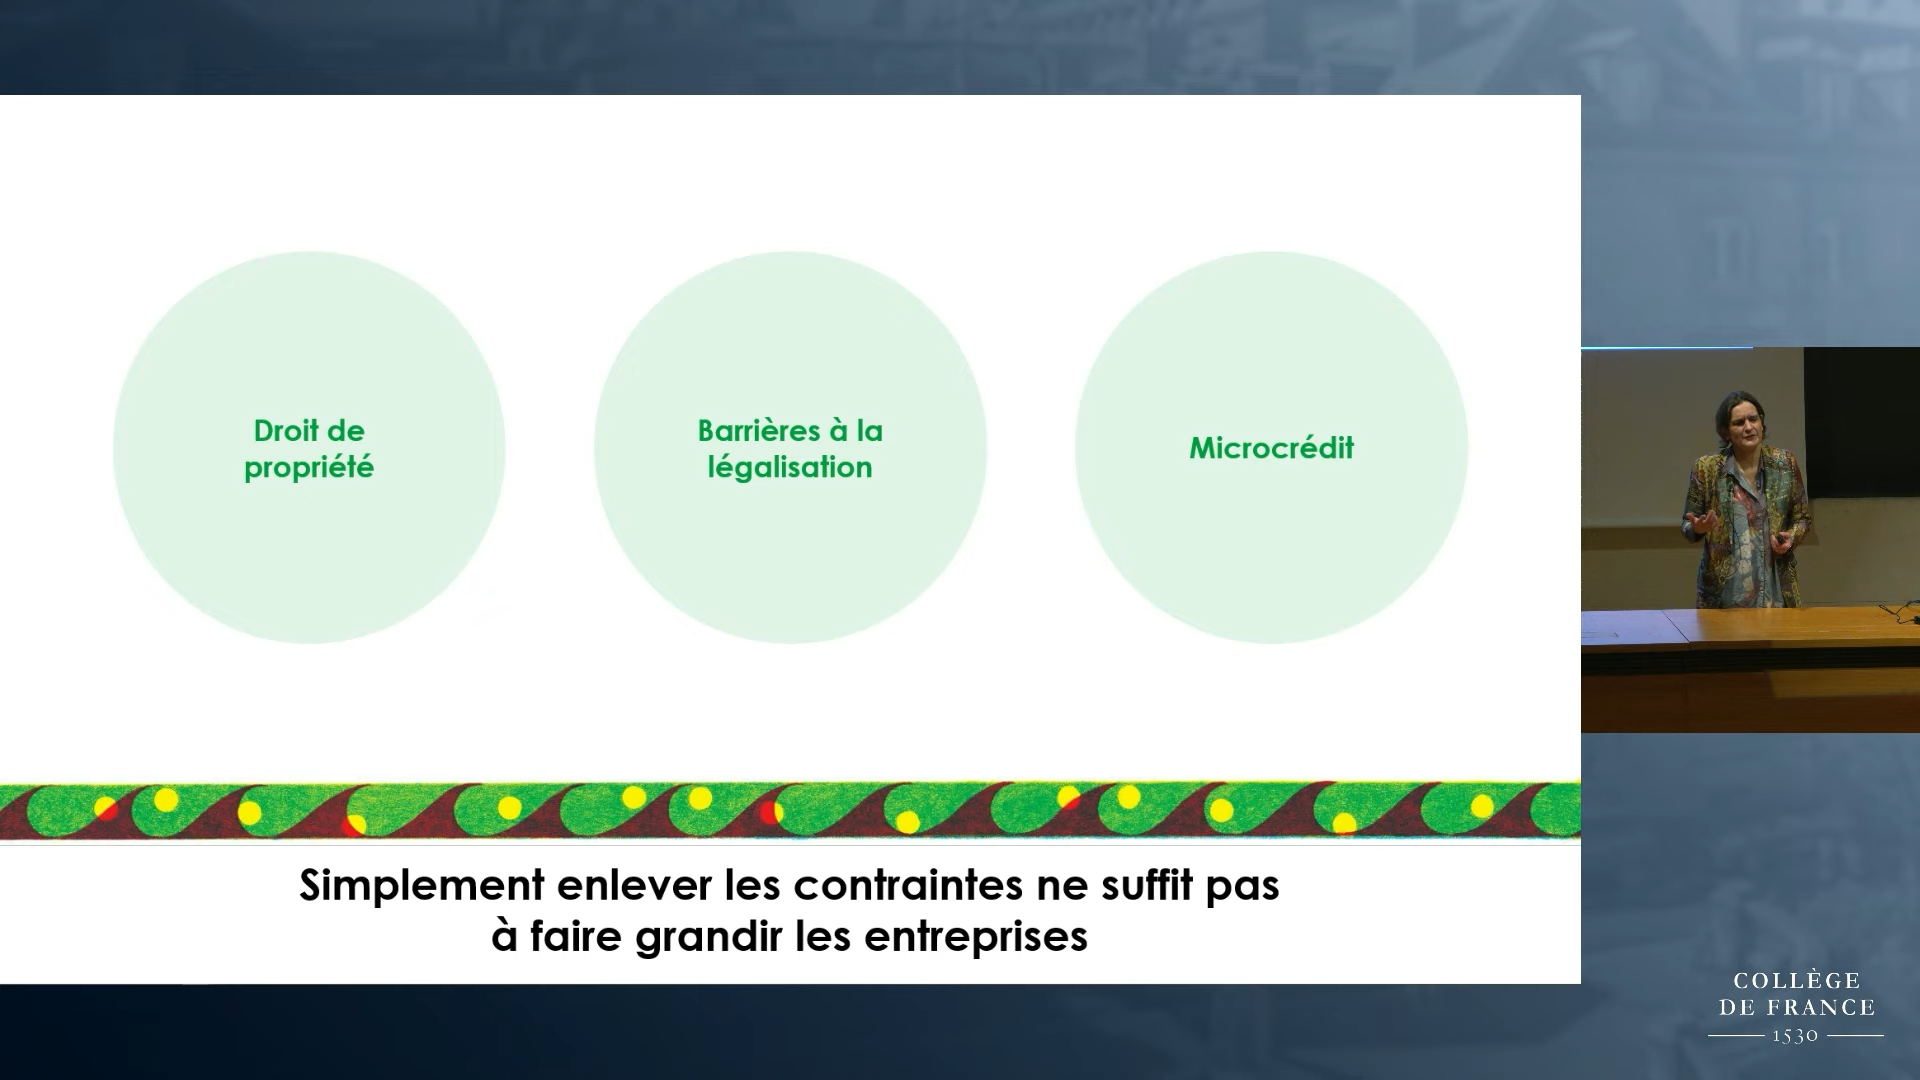 Droit de
propriété
Barrières à la
légalisation
Microcrédit
Simplement enlever les contraintes ne suffit pas
à faire grandir les entreprises
COLLÈGE
DE FRANCE
1530